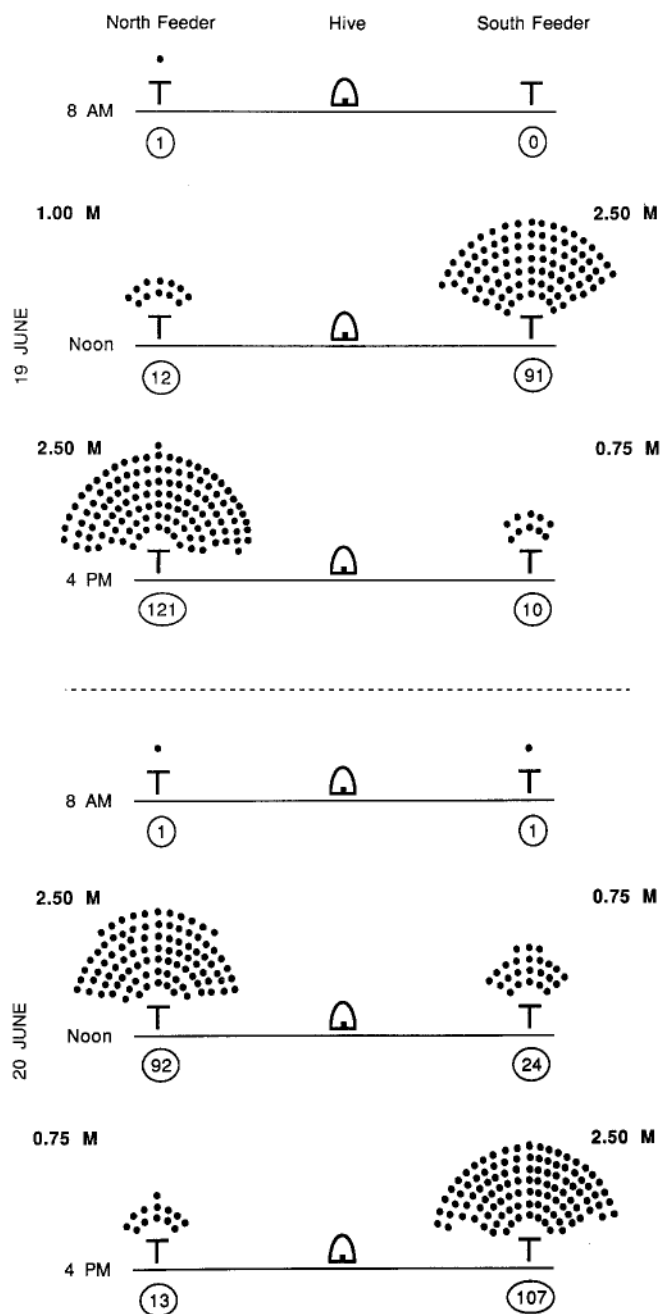 North Feeder Hive South Feeder
8 AM
1 0
1.00 M 2.50 M
19 JUNE
Noon
12 91
2.50 M 0.75 M
4 PM
121 10
8 AM
1 1
2.50 M 0.75 M
20 JUNE
Noon
92 24
0.75 M 2.50 M
4 PM
13 107